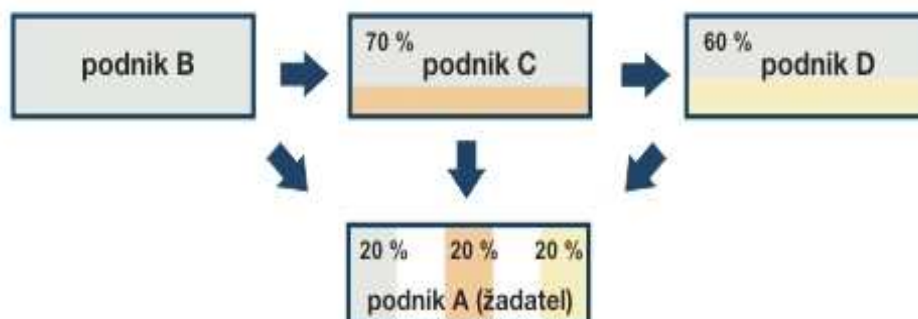 podnik B
70 %
podnik C
60 %
podnik D
20 % 20 % 20 %
podnik A (žadatel)